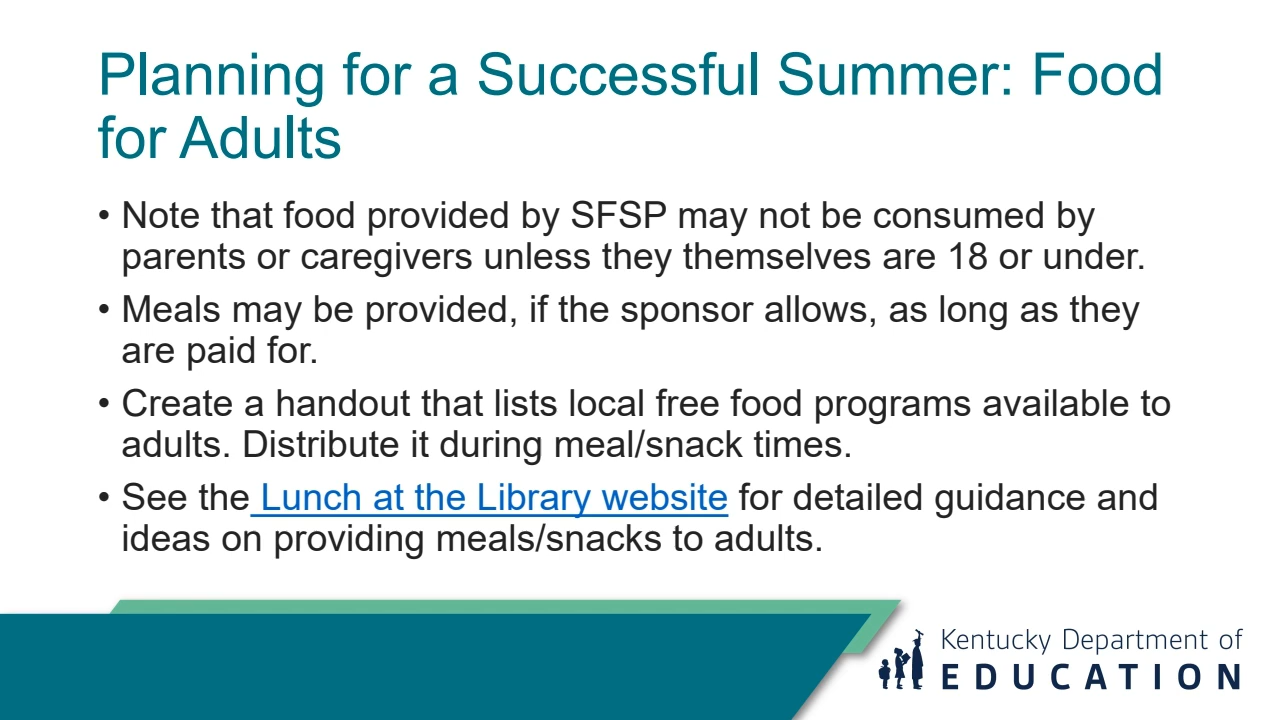 Planning for a Successful Summer: Food
for Adults
• Note that food provided by SFSP may not be consumed by
parents or caregivers unless they themselves are 18 or under.
• Meals may be provided, if the sponsor allows, as long as they
are paid for.
• Create a handout that lists local free food programs available to
adults. Distribute it during meal/snack times.
• See the Lunch at the Library website for detailed guidance and
ideas on providing meals/snacks to adults.
Kentucky Department of
EDUCATION